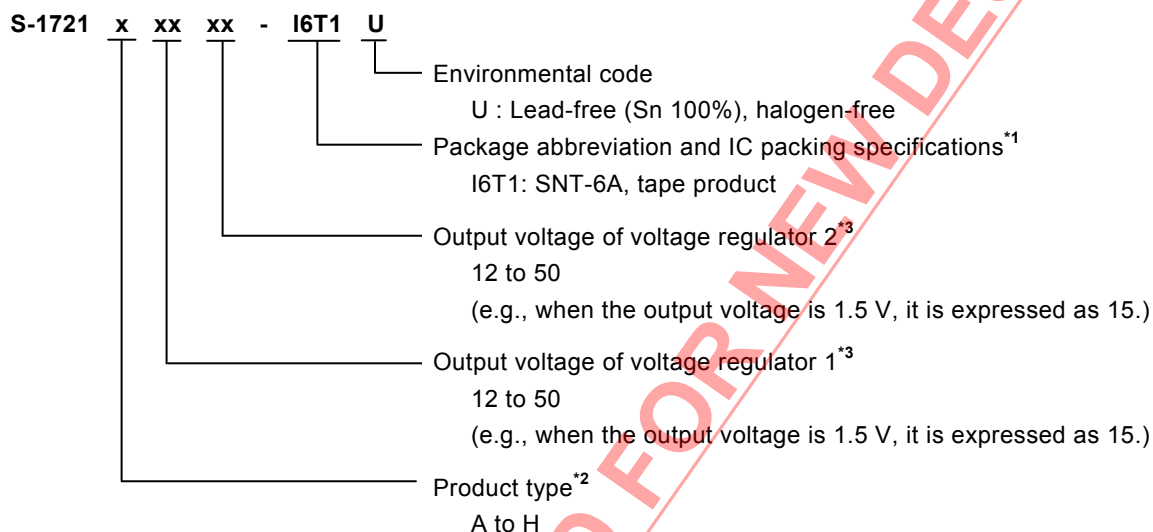 S-1721 x xx xx - I6T1 U
Environmental code
U : Lead-free (Sn 100%), halogen-free
Package abbreviation and IC packing specifications*1
I6T1: SNT-6A, tape product
Output voltage of voltage regulator 2*3
12 to 50
(e.g., when the output voltage is 1.5 V, it is expressed as 15.)
Output voltage of voltage regulator 1*3
12 to 50
(e.g., when the output voltage is 1.5 V, it is expressed as 15.)
Product type*2
A to H
D FOR NEW DES